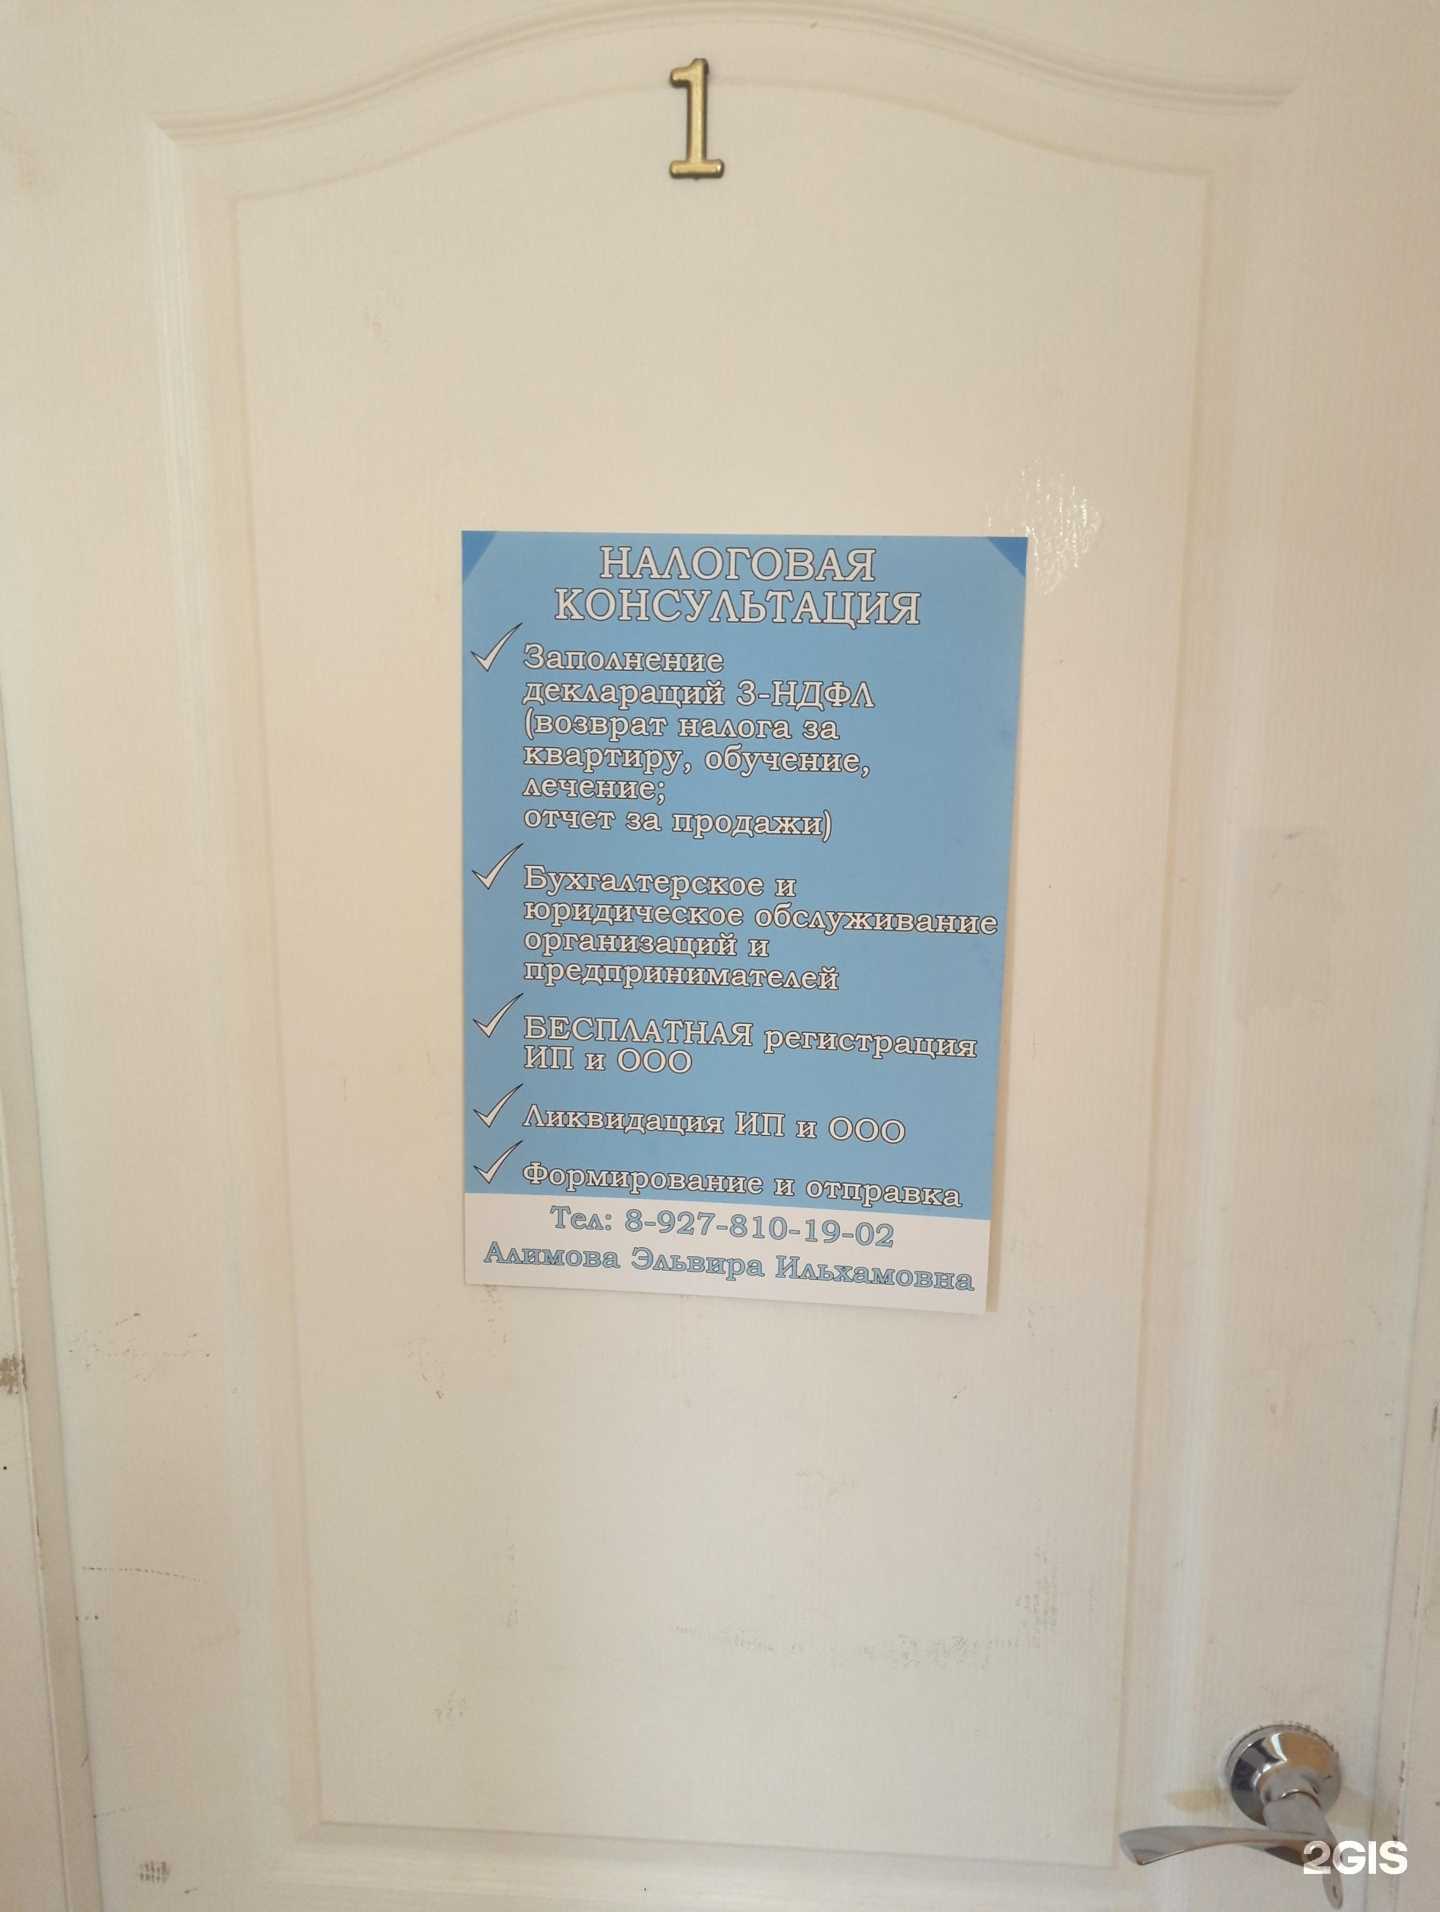 1
НАЛОГОВАЯ
КОНСУЛЬТАЦИЯ
Заполнение
деклараций 3-НДФЛ
(возврат налога за
квартиру, обучение,
лечение;
отчет за продажи)
Бухгалтерское и
юридическое обслуживание
организаций и
предпринимателей
БЕСПЛАТНАЯ регистрация
ИП и ООО
Ликвидация ИП и ООО
Формирование и отправка
Тел: 8-927-810-19-02
Алимова Эльвира Ильхамовна
2GIS